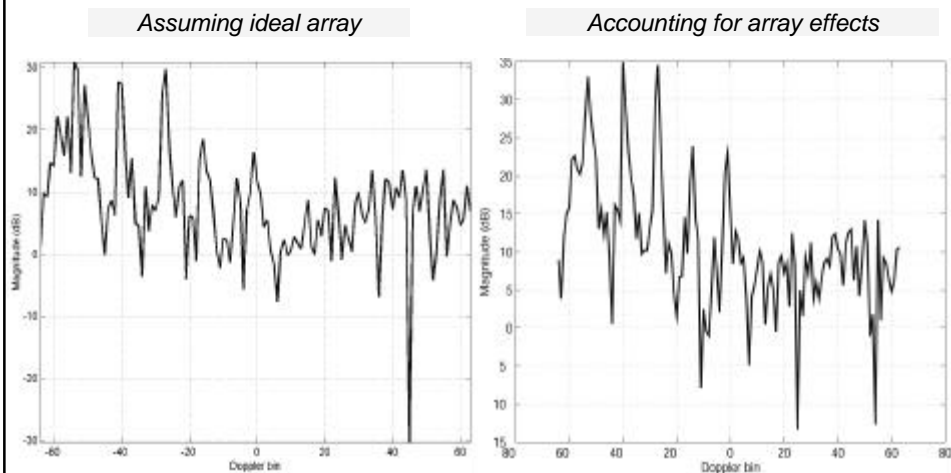 Assuming ideal array
Accounting for array effects
30
20
10
0
-10
-20
-30
Magnitude (dB)
-60 -40 -20 0 20 40 60
Doppler bin
35
30
25
20
15
10
5
0
5
10
15
Magnitude (dB)
80 60 40 20 0 20 40 60
Doppler bin